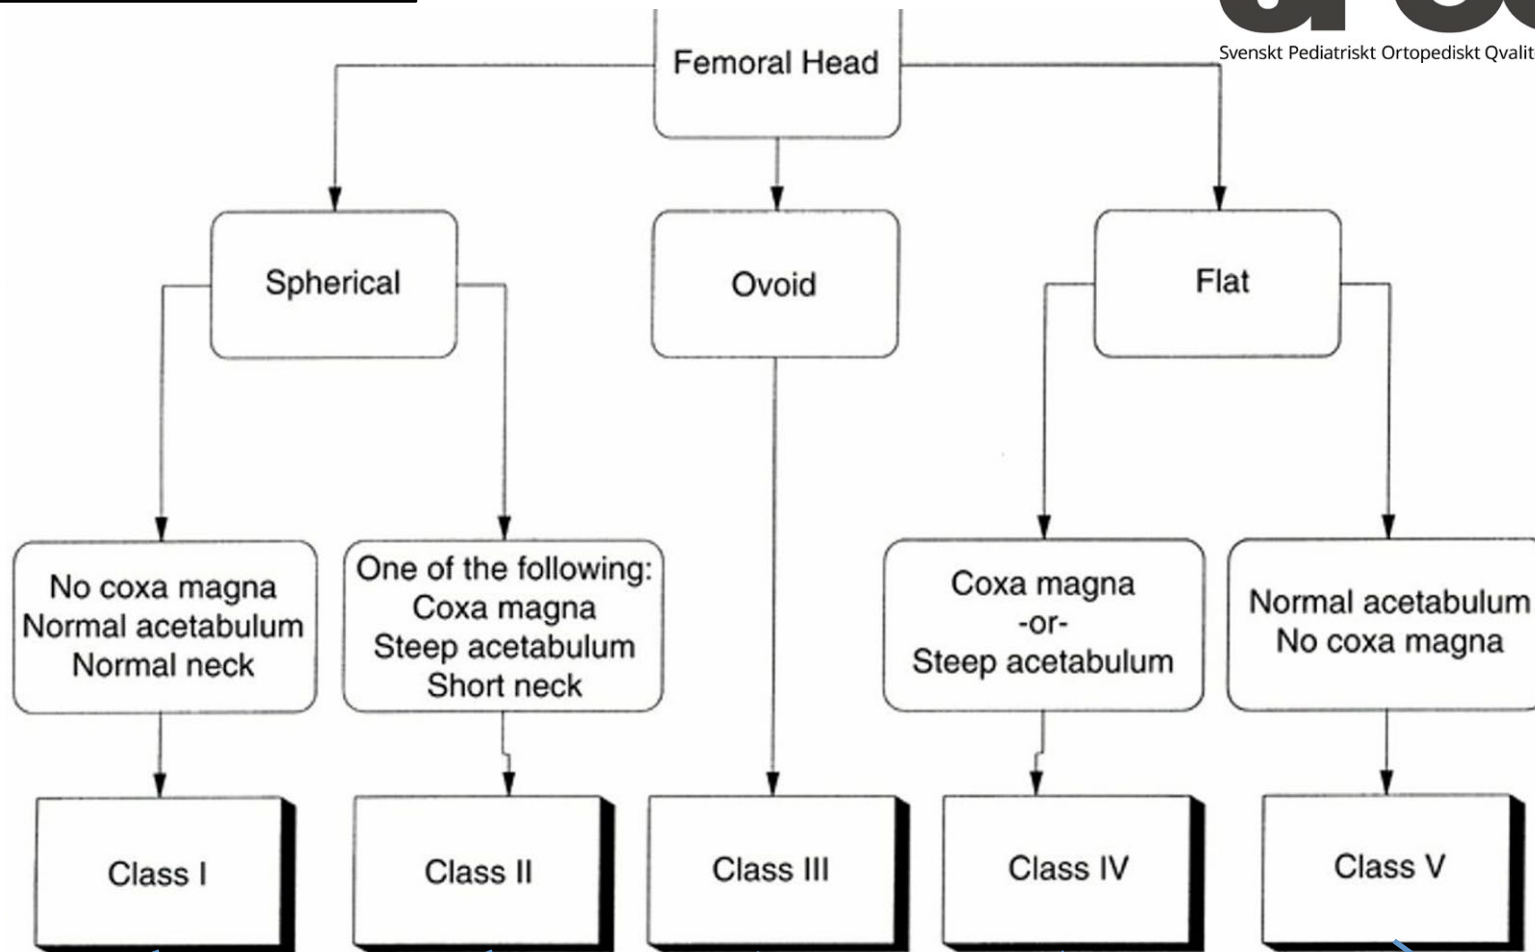 Svenskt Pediatriskt Ortopediskt
Femoral Head
Spherical
Ovoid
Flat
No coxa magna
Normal acetabulum
Normal neck
One of the following:
Coxa magna
Steep acetabulum
Short neck
Coxa magna
-or-
Steep acetabulum
Normal acetabulum
No coxa magna
Class I
Class II
Class III
Class IV
Class V